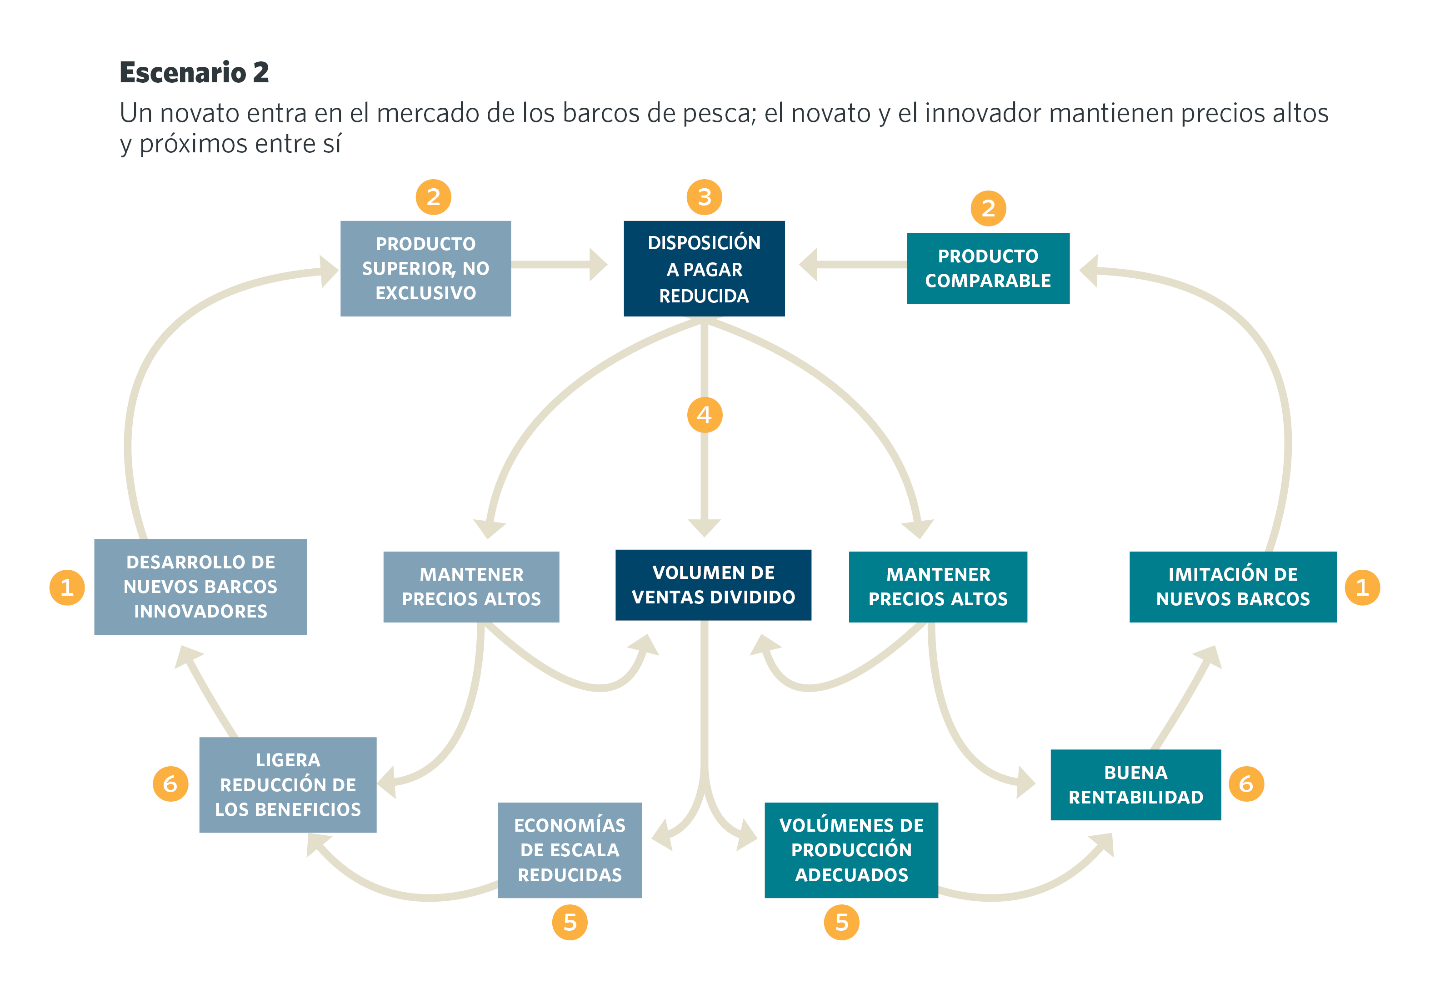 Escenario 2
Un novato entra en el mercado de los barcos de pesca; el novato y el innovador mantienen precios altos
y próximos entre sí
2
PRODUCTO
SUPERIOR, NO
EXCLUSIVO
3
DISPOSICIÓN
A PAGAR
REDUCIDA
2
PRODUCTO
COMPARABLE
4
1
DESARROLLO DE
NUEVOS BARCOS
INNOVADORES
MANTENER
PRECIOS ALTOS
VOLUMEN DE
VENTAS DIVIDIDO
MANTENER
PRECIOS ALTOS
IMITACIÓN DE
NUEVOS BARCOS
1
6
LIGERA
REDUCCIÓN DE
LOS BENEFICIOS
BUENA
RENTABILIDAD
6
ECONOMÍAS
DE ESCALA
REDUCIDAS
5
VOLÚMENES DE
PRODUCCIÓN
ADECUADOS
5